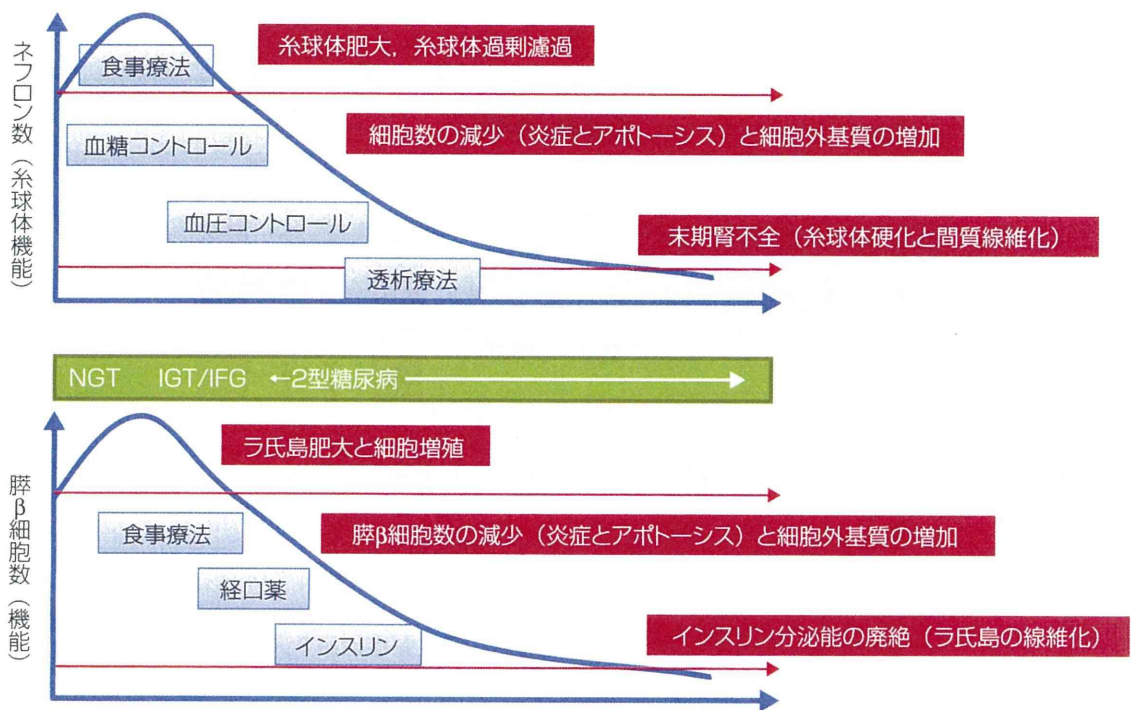 ネフロン数（糸球体機能）
糸球体肥大，糸球体過剰濾過
食事療法
細胞数の減少（炎症とアポトーシス）と細胞外基質の増加
血糖コントロール
血圧コントロール
末期腎不全（糸球体硬化と間質線維化）
透析療法
NGT IGT/IFG ←2型糖尿病
膵β細胞数（機能）
ラ氏島肥大と細胞増殖
食事療法
膵β細胞数の減少（炎症とアポトーシス）と細胞外基質の増加
経口薬
インスリン
インスリン分泌能の廃絶（ラ氏島の線維化）